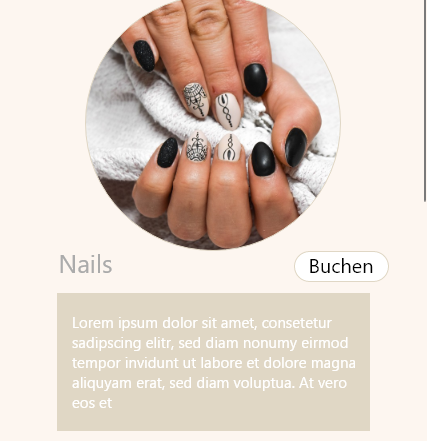 Nails
Buchen
Lorem ipsum dolor sit amet, consetetur
sadipscing elitr, sed diam nonumy eirmod
tempor invidunt ut labore et dolore magna
aliquyam erat, sed diam voluptua. At vero
eos et